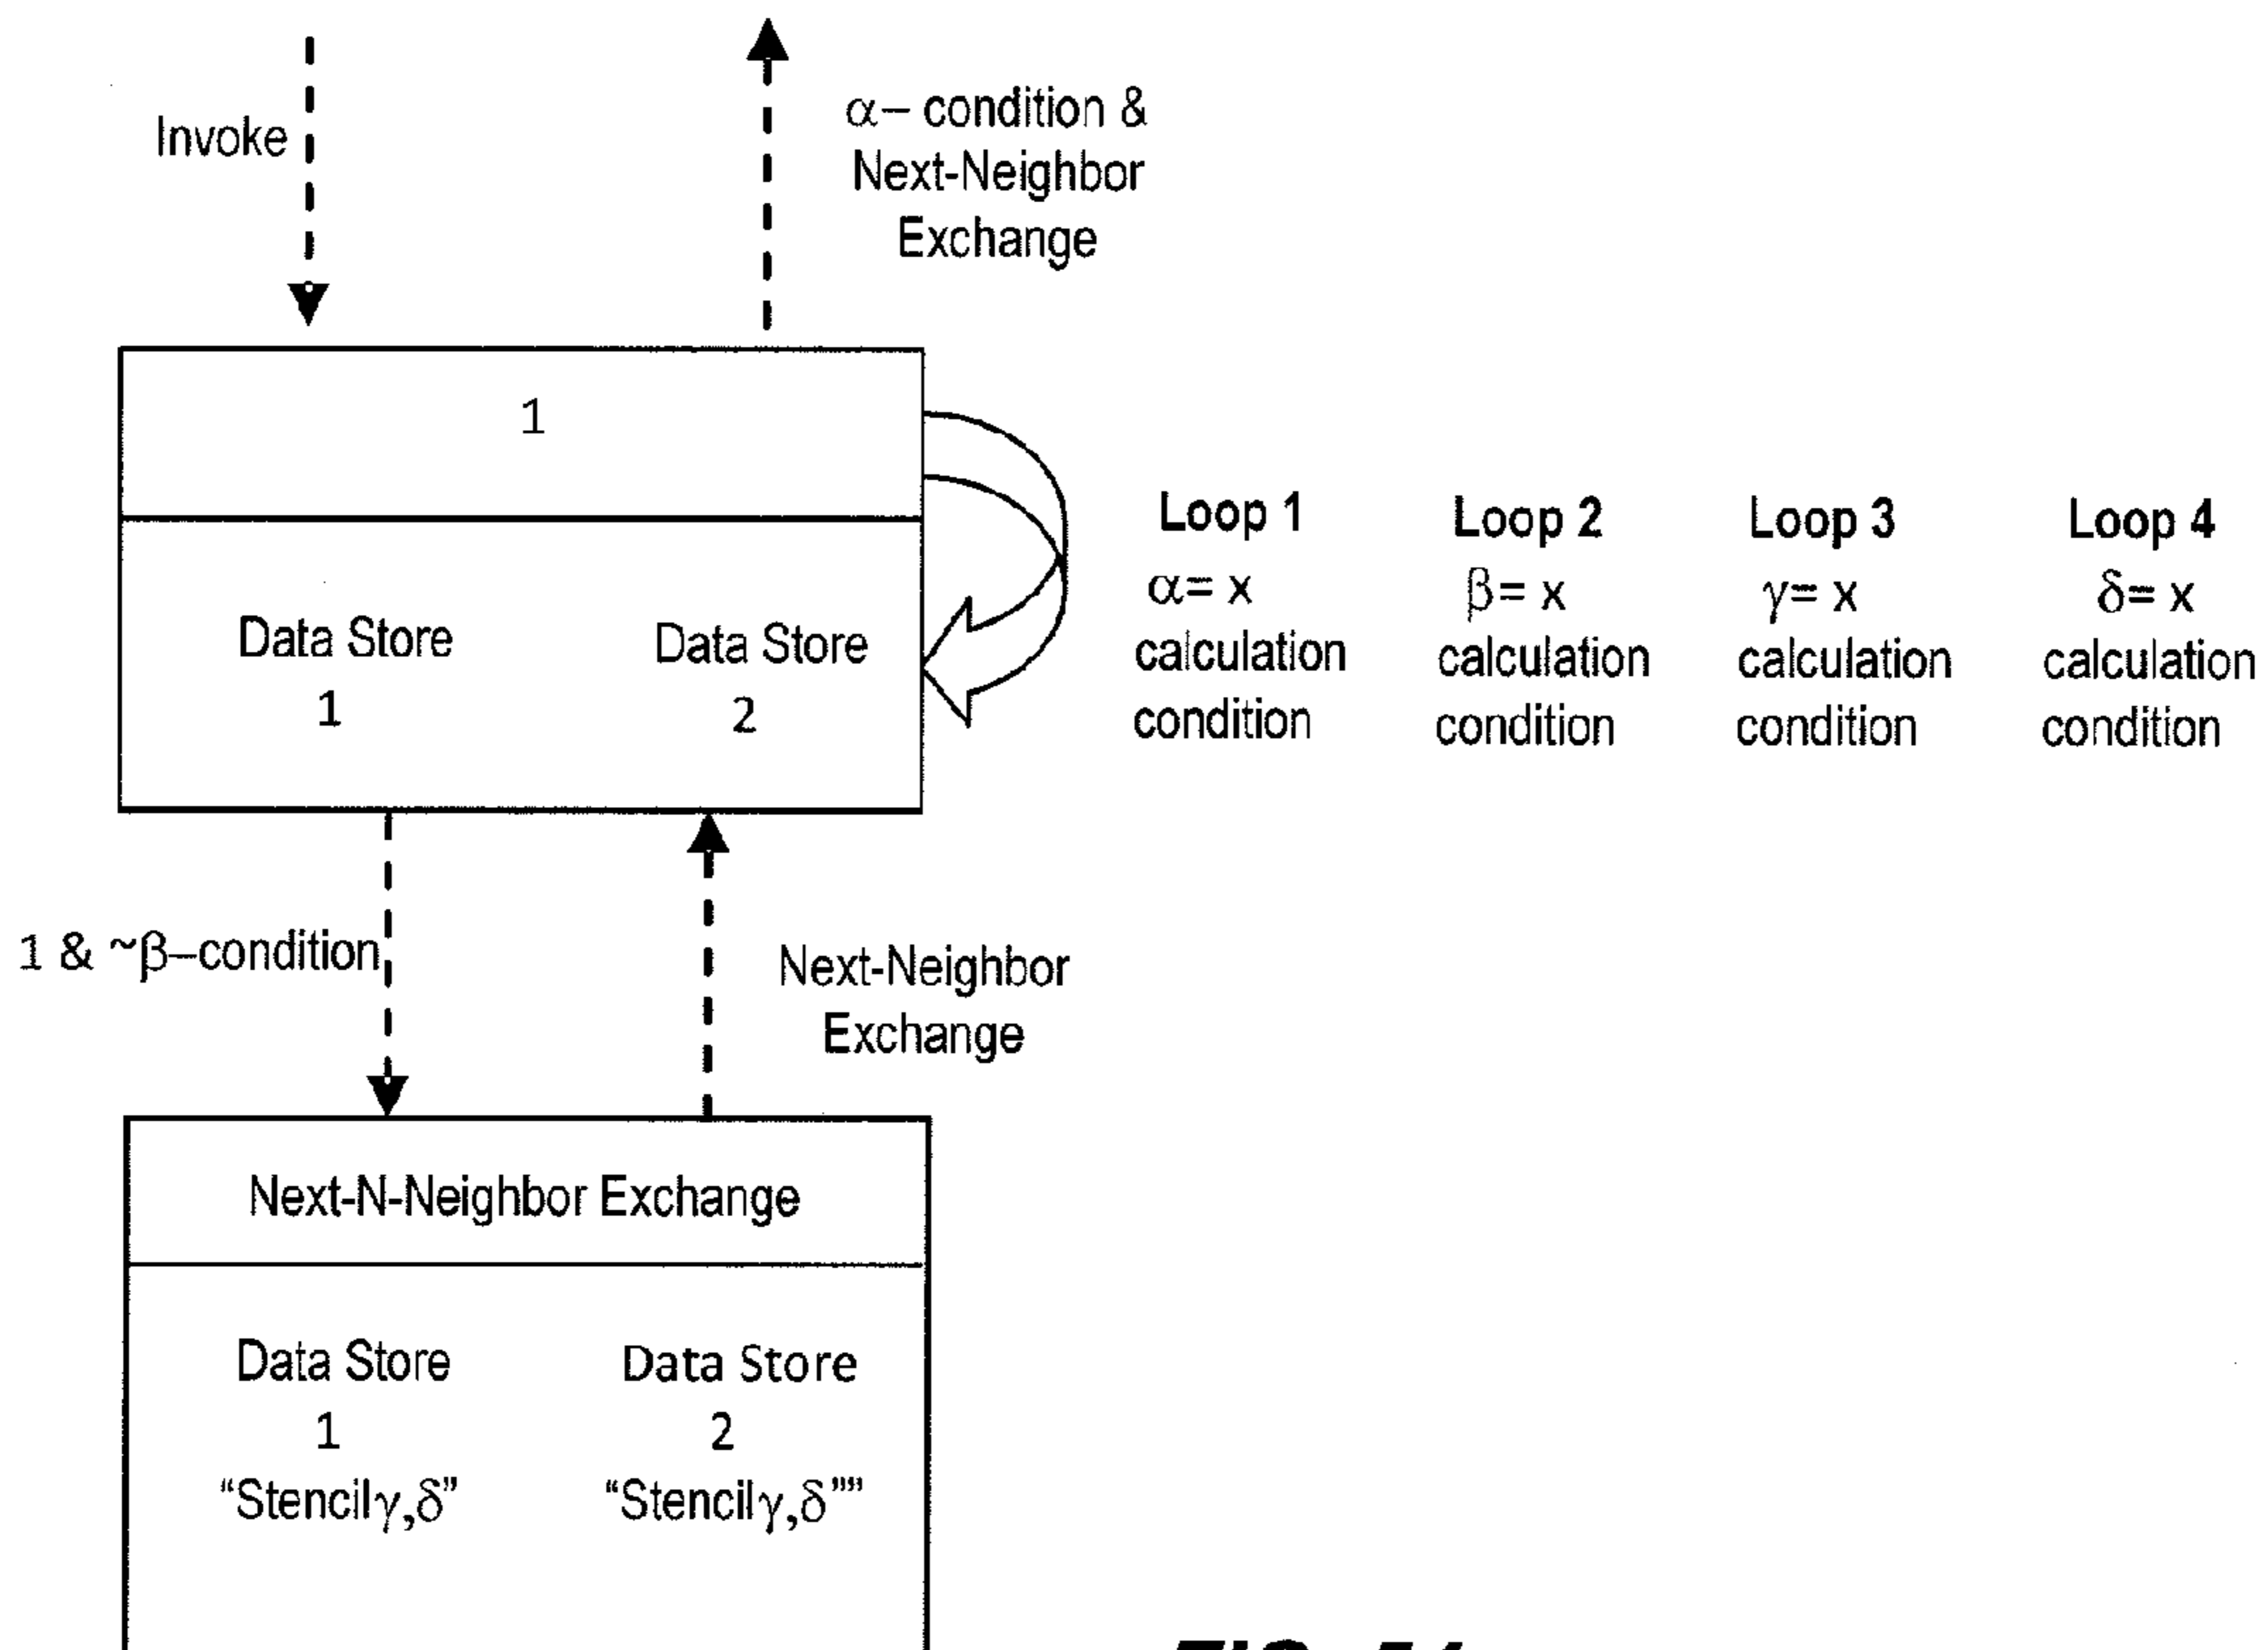 Invoke
α– condition &
Next-Neighbor
Exchange
1
Data Store
1
Data Store
2
Loop 1
α= x
calculation
condition
Loop 2
β= x
calculation
condition
Loop 3
γ= x
calculation
condition
Loop 4
δ= x
calculation
condition
1 & ~β–condition
Next-Neighbor
Exchange
Next-N-Neighbor Exchange
Data Store
1
“Stencilγ,δ”
Data Store
2
“Stencilγ,δ””